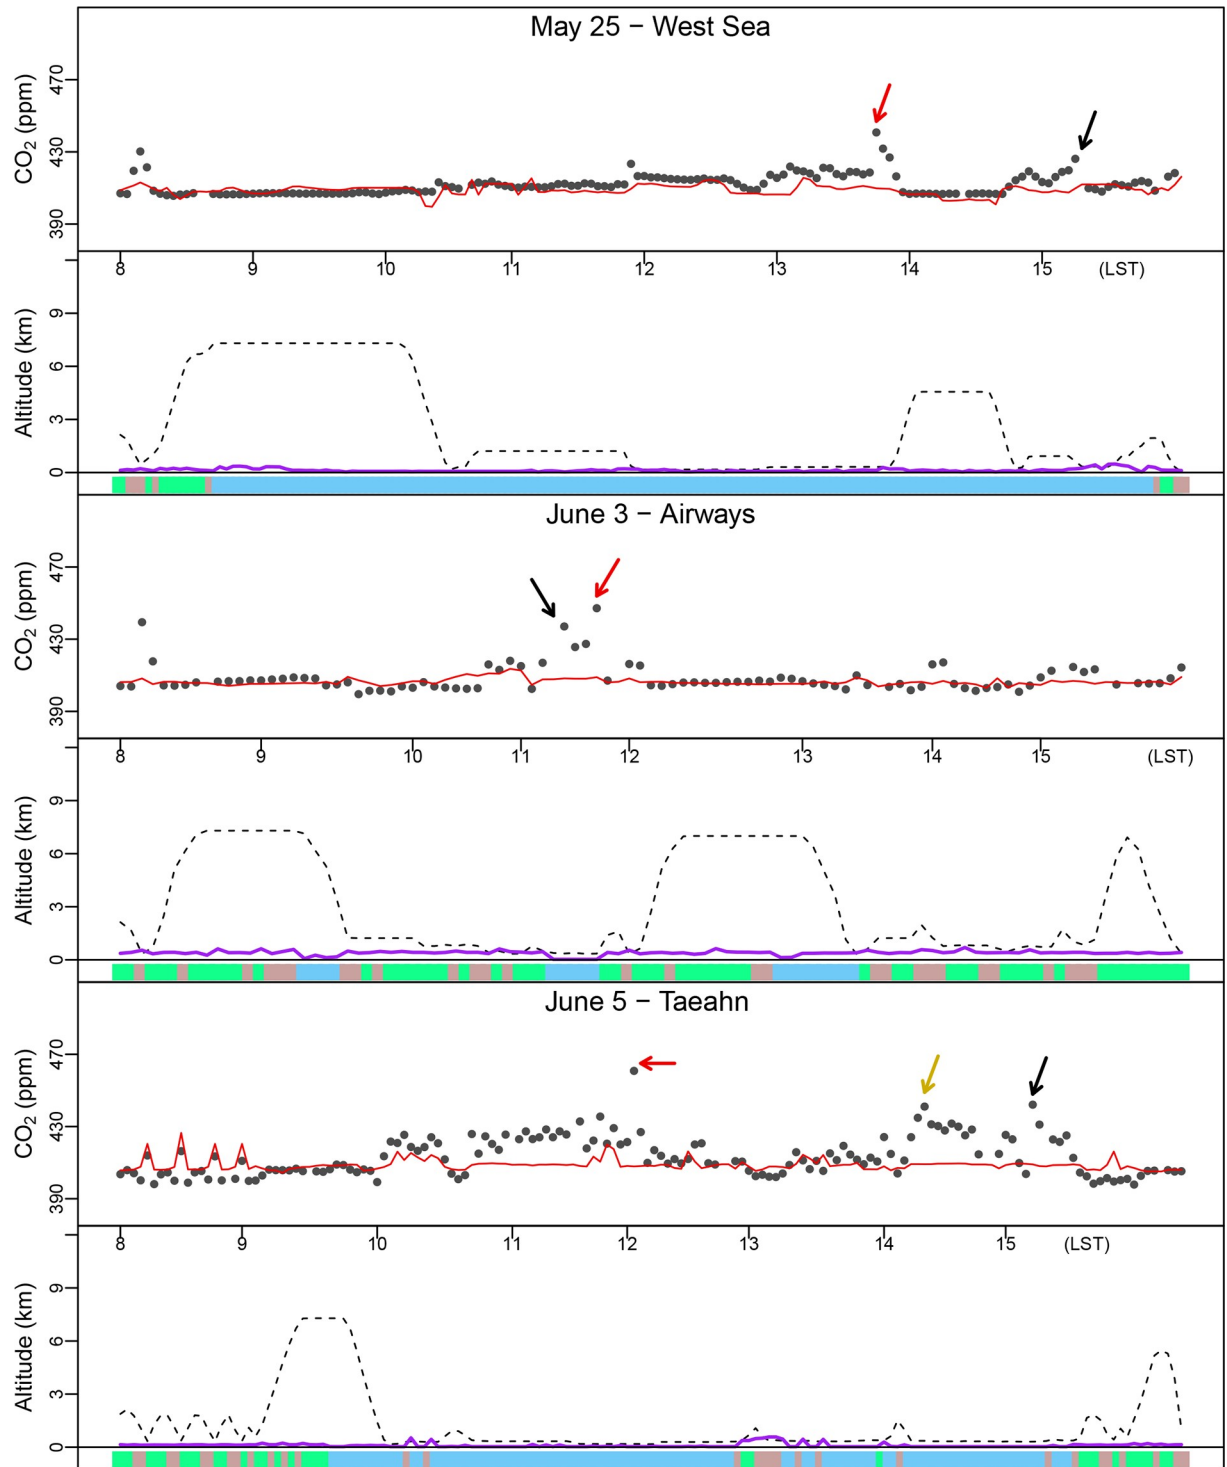 May 25 − West Sea
CO2 (ppm)
470
430
390
8 9 10 11 12 13 14 15 (LST)
Altitude (km)
9
6
3
0
June 3 − Airways
CO2 (ppm)
470
430
390
8 9 10 11 12 13 14 15 (LST)
Altitude (km)
9
6
3
0
June 5 − Taeahn
CO2 (ppm)
470
430
390
8 9 10 11 12 13 14 15 (LST)
Altitude (km)
9
6
3
0